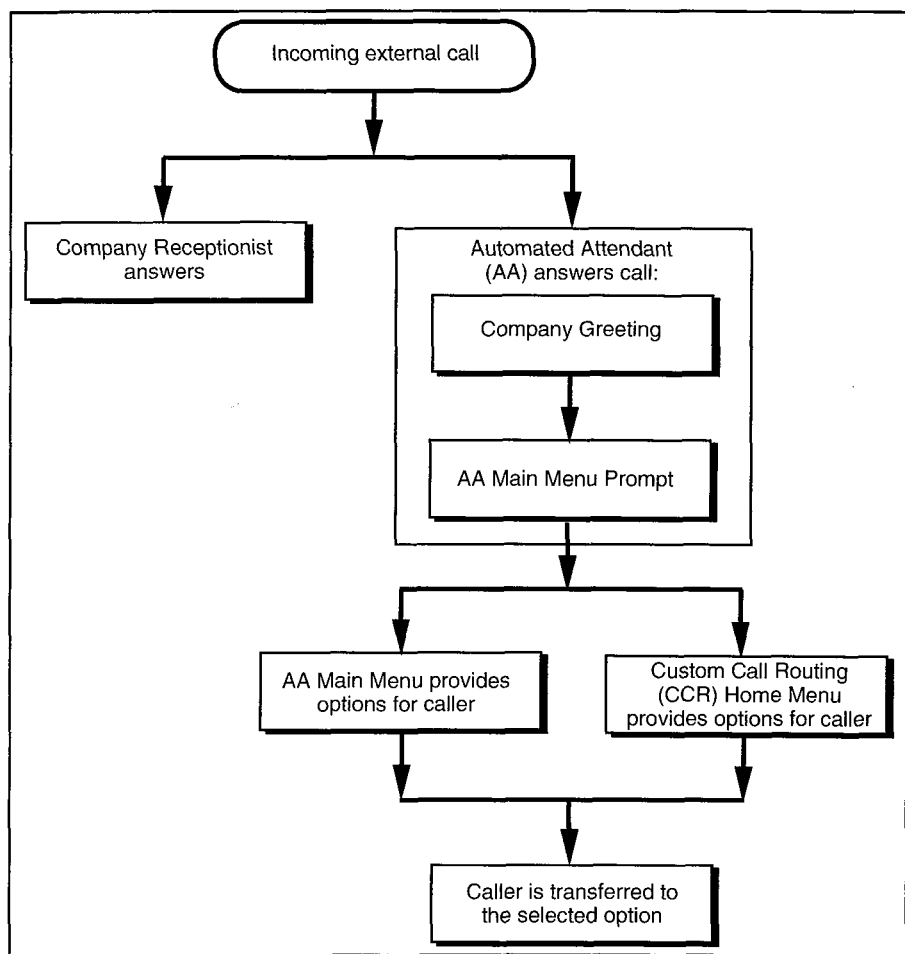 Incoming external call
Company Receptionist
answers
Automated Attendant
(AA) answers call:
Company Greeting
AA Main Menu Prompt
AA Main Menu provides
options for caller
Custom Call Routing
(CCR) Home Menu
provides options for caller
Caller is transferred to
the selected option